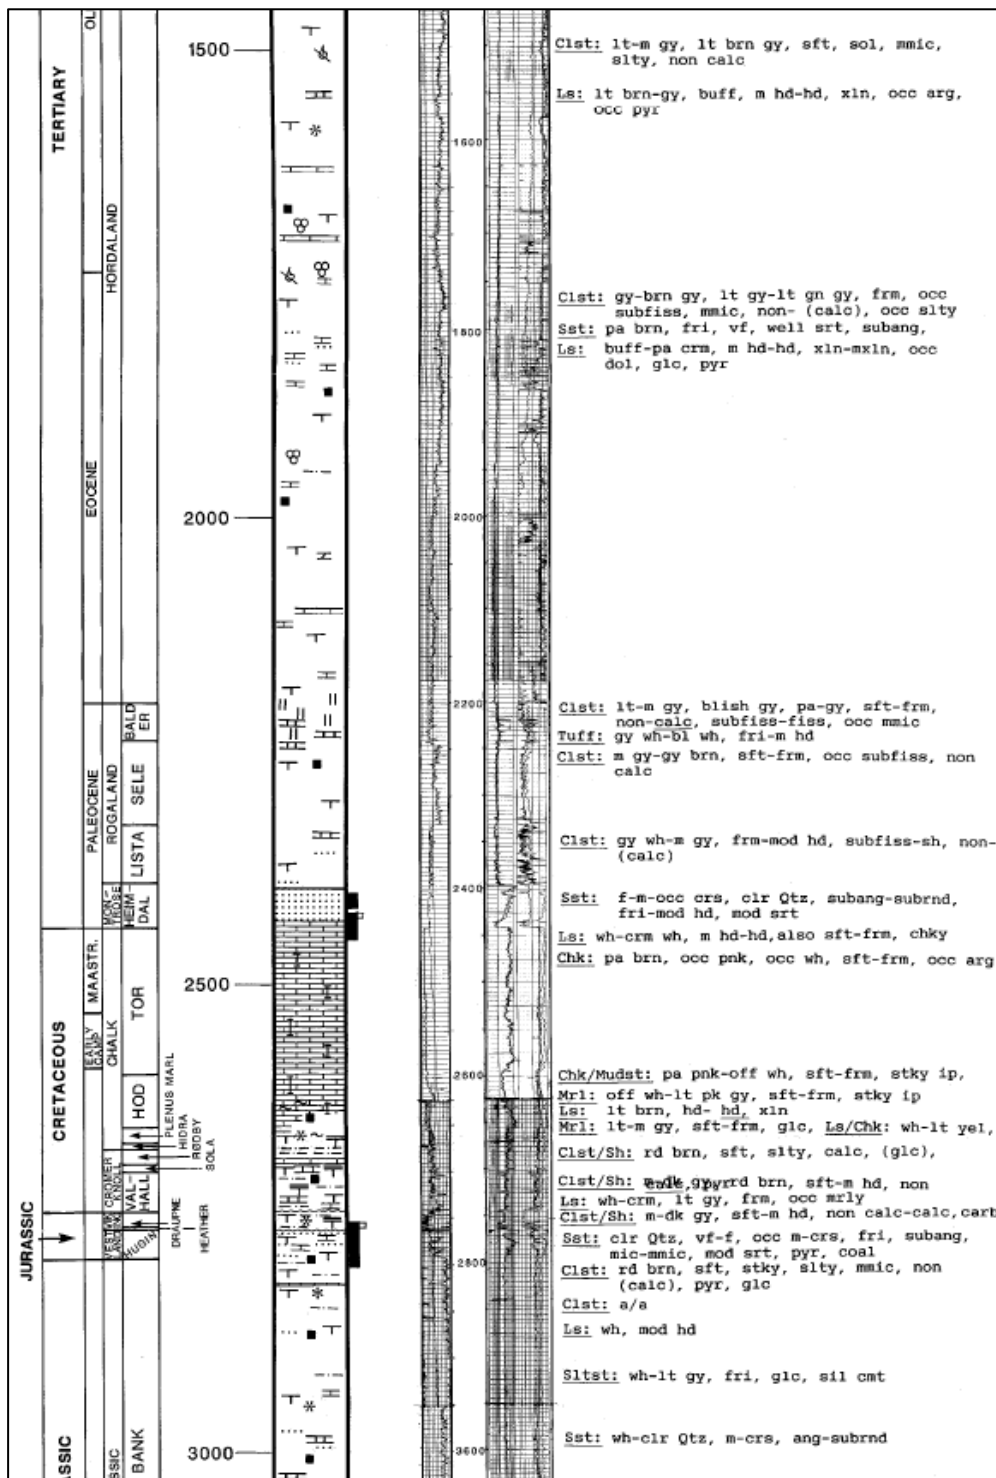 OL
TERTIARY
HORDALAND
EOCENE
PALEOCENE
ROGALAND
BALD
ER
SELE
LISTA
MON-
TROSE
HEIM-
DAL
MAASTR.
EARLY
CAMP
CHALK
TOR
CRETACEOUS
HOD
PLENUS MARL
HIDRA
RØDBY
SOLA
CROMER
KNOLL
VAL-
HALL
DRAUPNE
HEATHER
JURASSIC
ASSIC
SSIC
BANK
1500
2000
2500
3000
1600
1800
2000
2200
2400
2600
2800
Clst: lt-m gy, lt brn gy, sft, sol, mmic,
slty, non calc
Ls: lt brn-gy, buff, m hd-hd, xln, occ arg,
occ pyr
Clst: gy-brn gy, lt gy-lt gn gy, frm, occ
subfiss, mmic, non- (calc), occ slty
Sst: pa brn, fri, vf, well srt, subang,
Ls: buff-pa crm, m hd-hd, xln-mxln, occ
dol, glc, pyr
Clst: lt-m gy, blish gy, pa-gy, sft-frm,
non-calc, subfiss-fiss, occ mmic
Tuff: gy wh-bl wh, fri-m hd
Clst: m gy-gy brn, sft-frm, occ subfiss, non
calc
Clst: gy wh-m gy, frm-mod hd, subfiss-sh, non-
(calc)
Sst: f-m-occ crs, clr Qtz, subang-subrnd,
fri-mod hd, mod srt
Ls: wh-crm wh, m hd-hd, also sft-frm, chky
Chk: pa brn, occ pnk, occ wh, sft-frm, occ arg
Chk/Mudst: pa pnk-off wh, sft-frm, stky ip,
Mrl: off wh-lt pk gy, sft-frm, stky ip
Ls: lt brn, hd- hd, xln
Mrl: lt-m gy, sft-frm, glc, Ls/Chk: wh-lt yel,
Clst/Sh: rd brn, sft, slty, calc, (glc),
Clst/Sh: m-dk gy, rd brn, sft-m hd, non
calc, pyr
Ls: wh-crm, lt gy, frm, occ mrly
Clst/Sh: m-dk gy, sft-m hd, non calc-calc, carb
Sst: clr Qtz, vf-f, occ m-crs, fri, subang,
mic-mmic, mod srt, pyr, coal
Clst: rd brn, sft, stky, slty, mmic, non
(calc), pyr, glc
Clst: a/a
Ls: wh, mod hd
Sltst: wh-lt gy, fri, glc, sil cmt
Sst: wh-clr Qtz, m-crs, ang-subrnd